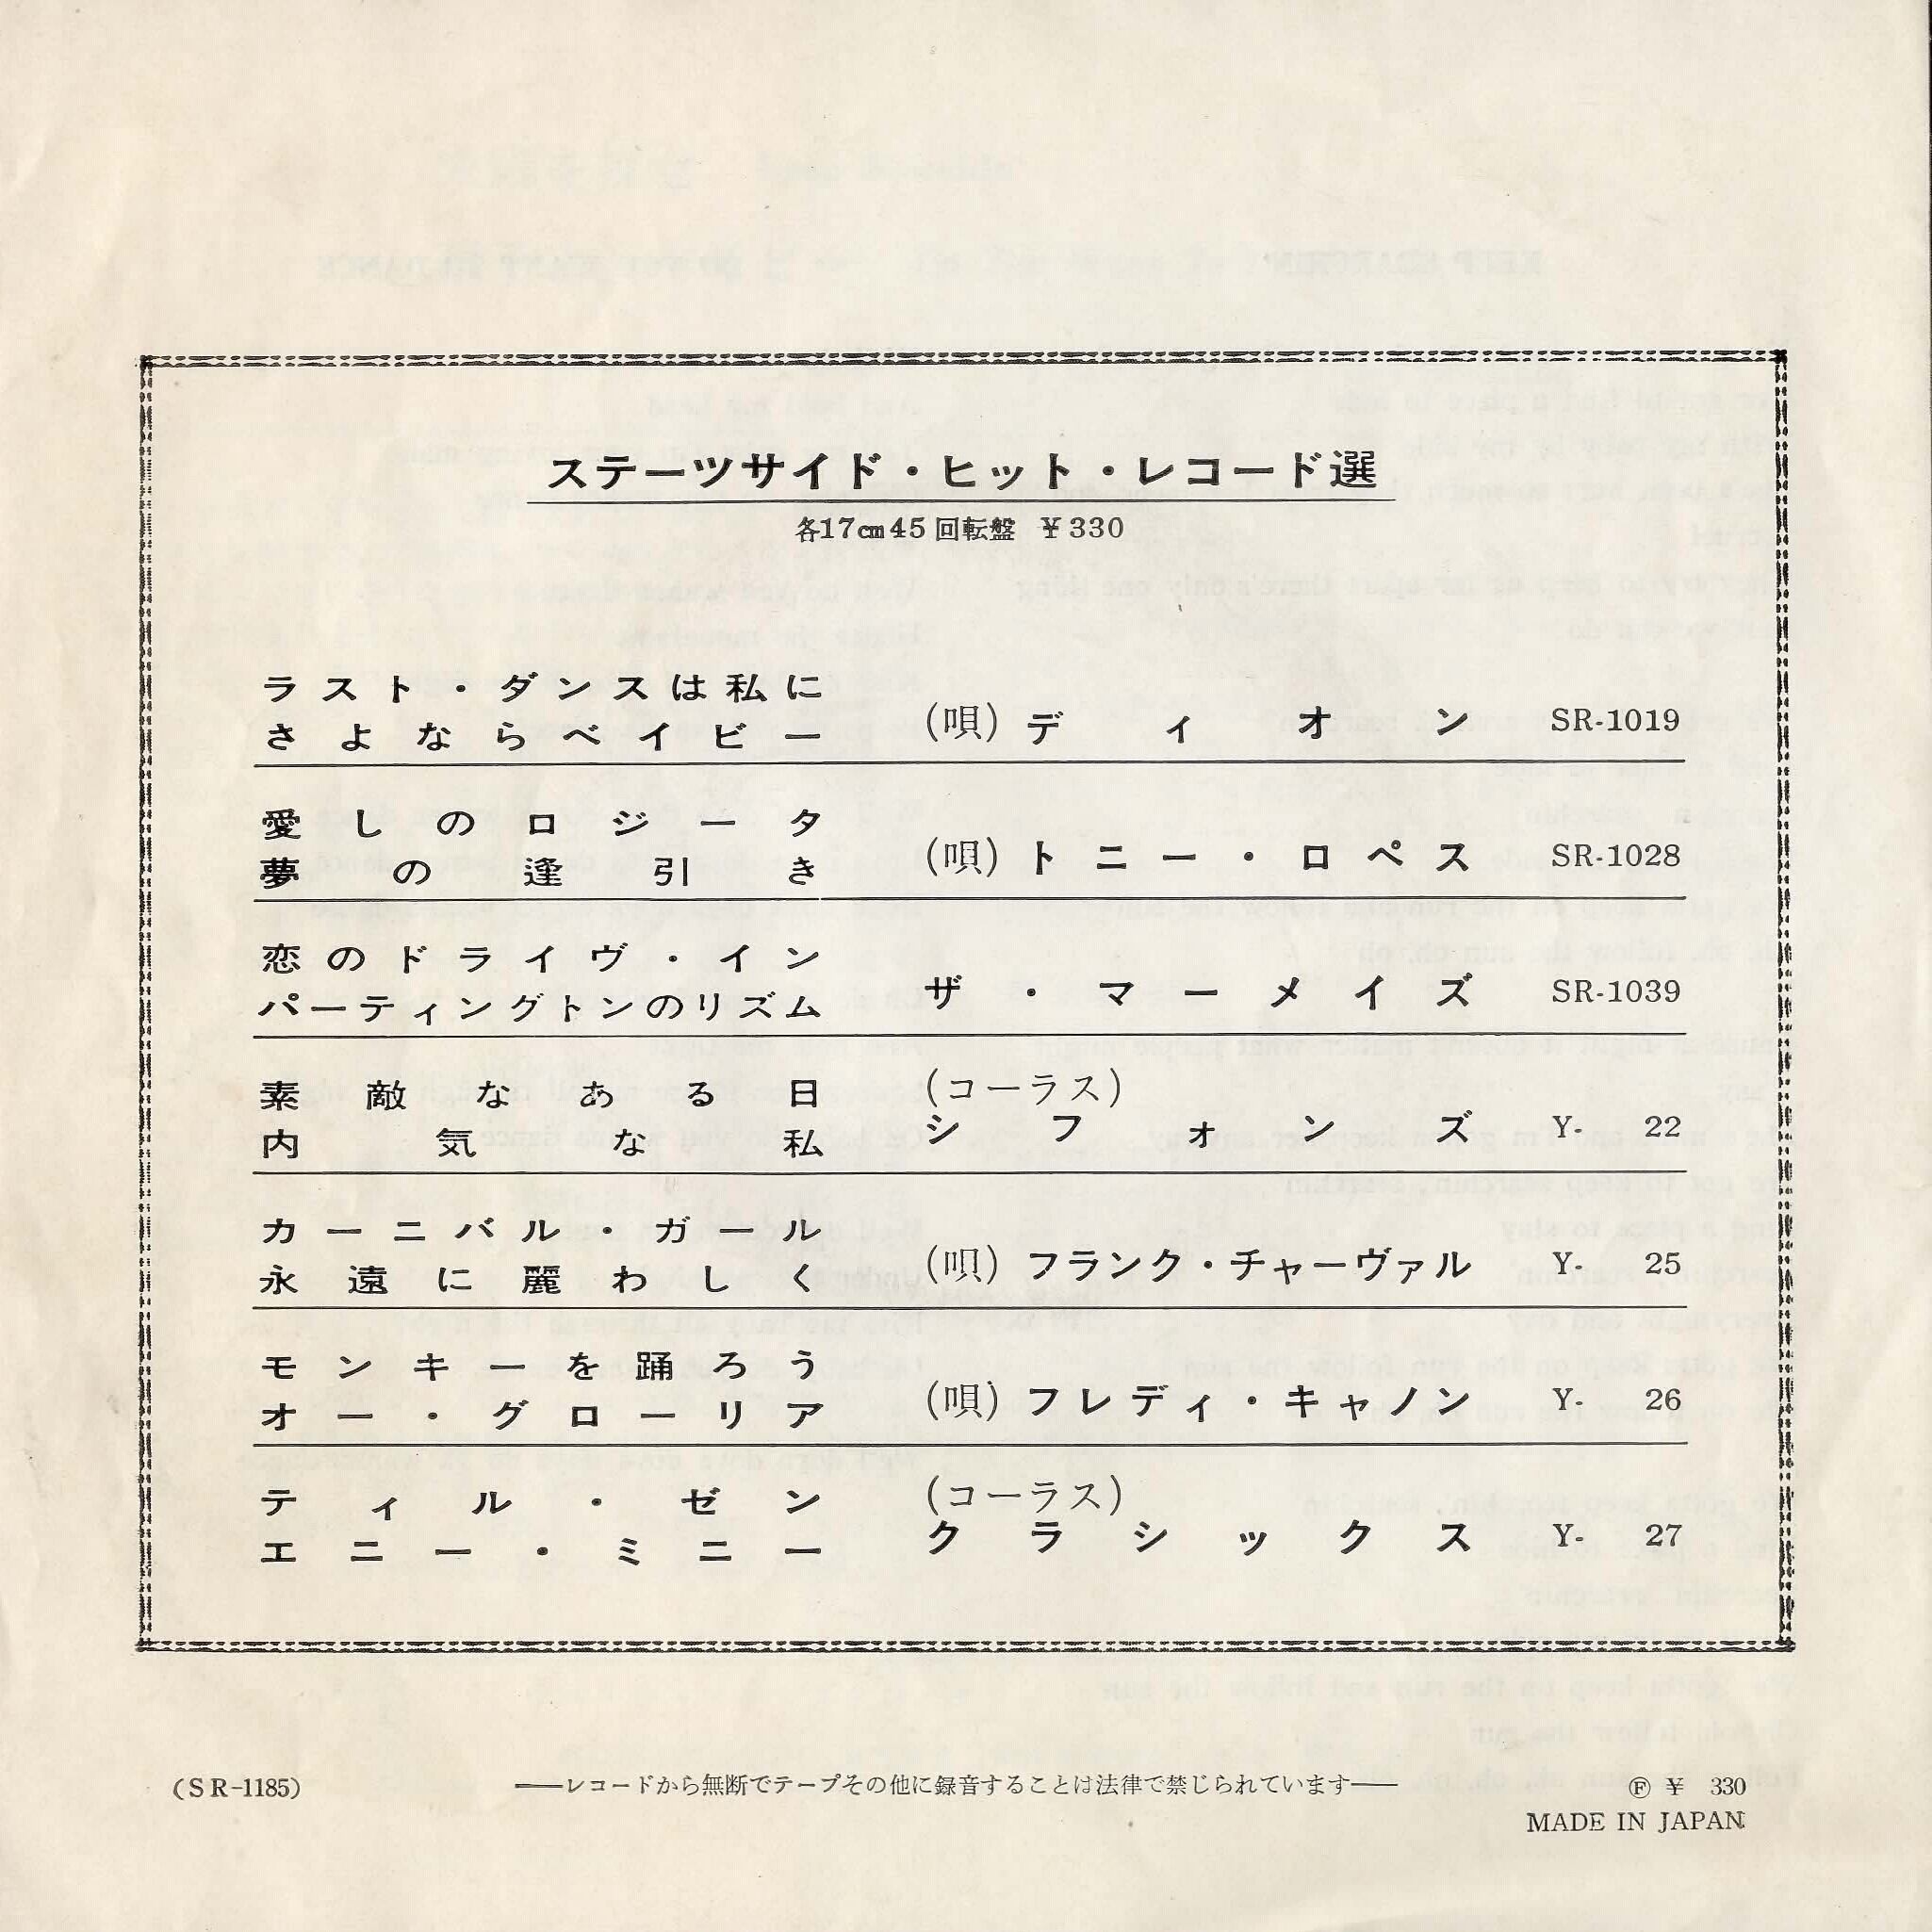 ステーツサイド・ヒット・レコード選
各17㎝45回転盤 ¥330
ラスト・ダンスは私に
さよならベイビー
(唄) ディオン SR-1019
愛しのロジータ
夢の逢引き
(唄) トニー・ロペス SR-1028
恋のドライヴ・イン
パーティングトンのリズム
ザ・マーメイズ SR-1039
素敵なある日
内気な私
(コーラス)
シフォンズ Y- 22
カーニバル・ガール
永遠に麗わしく
(唄) フランク・チャーヴァル Y- 25
モンキーを踊ろう
オー・グローリア
(唄) フレディ・キャノン Y- 26
ティル・ゼン
エニー・ミニー
(コーラス)
クラシックス Y- 27
(SR-1185) ──レコードから無断でテープその他に録音することは法律で禁じられています── Ⓕ ¥ 330
MADE IN JAPAN